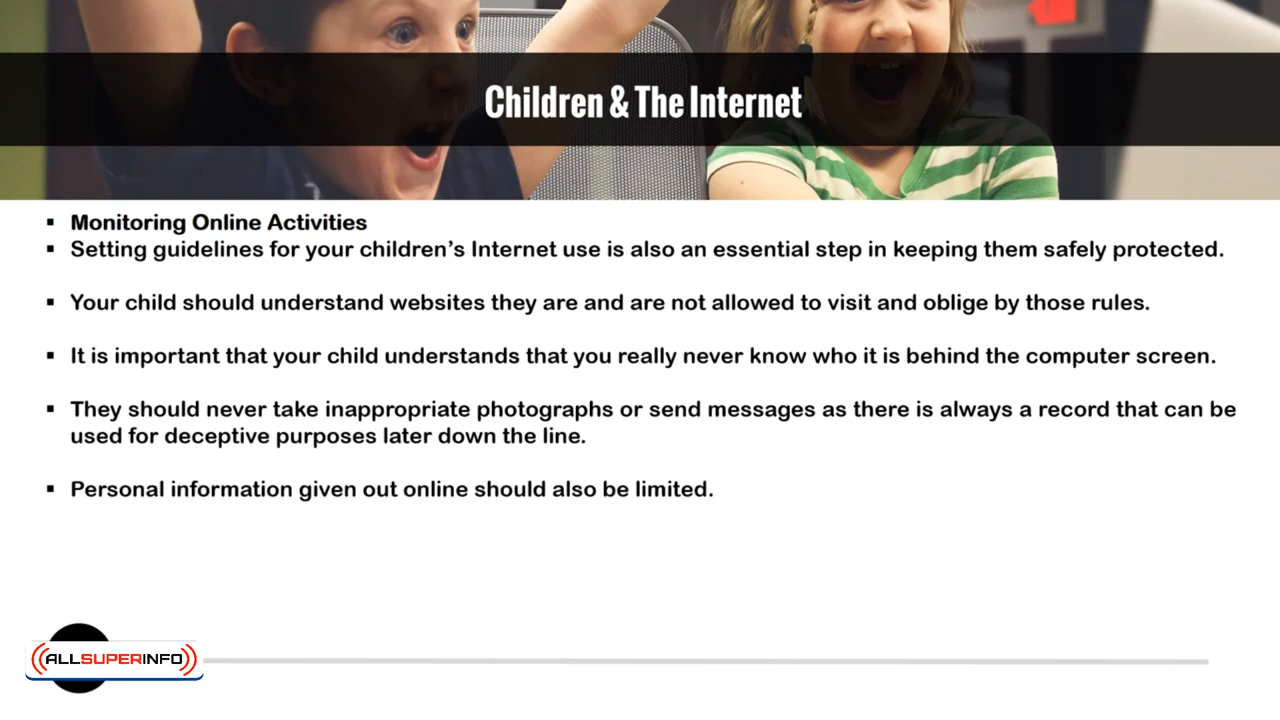 Children & The Internet
▪ Monitoring Online Activities
▪ Setting guidelines for your children’s Internet use is also an essential step in keeping them safely protected.
▪ Your child should understand websites they are and are not allowed to visit and oblige by those rules.
▪ It is important that your child understands that you really never know who it is behind the computer screen.
▪ They should never take inappropriate photographs or send messages as there is always a record that can be
used for deceptive purposes later down the line.
▪ Personal information given out online should also be limited.
ALLSUPERINFO